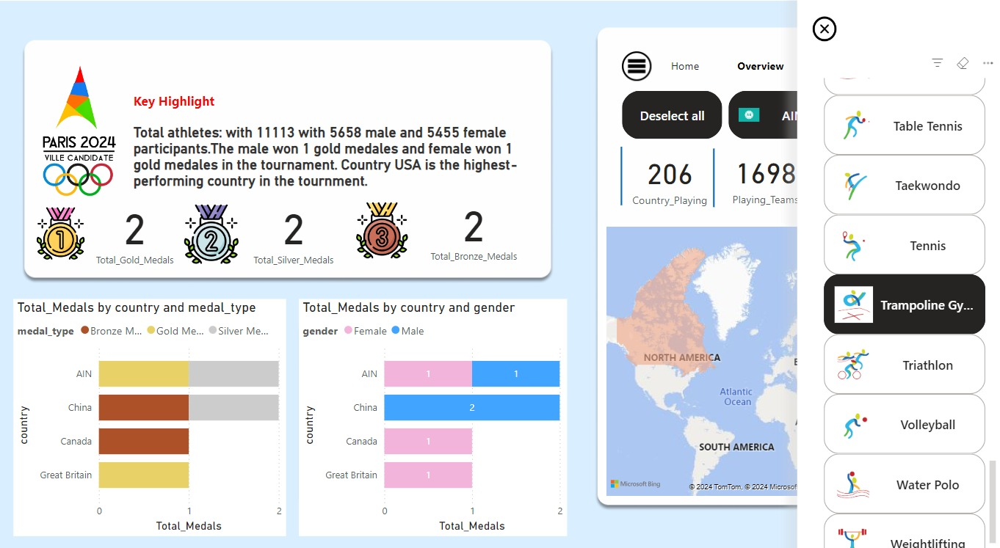 Key Highlight
PARIS 2024
VILLE CANDIDATE
Total athletes: with 11113 with 5658 male and 5455 female
participants.The male won 1 gold medales and female won 1
gold medales in the tournament. Country USA is the highest-
performing country in the tournment.
1
2
Total_Gold_Medals
2
2
Total_Silver_Medals
3
2
Total_Bronze_Medals
Total_Medals by country and medal_type
medal_type Bronze M... Gold Me... Silver Me...
country
AIN
China
Canada
Great Britain
0 1 2
Total_Medals
Total_Medals by country and gender
gender Female Male
country
AIN 1 1
China 2
Canada 1
Great Britain 1
0 1 2
Total_Medals
Home Overview
Deselect all
206
Country_Playing
1698
Playing_Teams
NORTH AMERICA
Atlantic
Ocean
SOUTH AMERICA
Microsoft Bing
© 2024 TomTom, © 2024 Microsoft
Table Tennis
Taekwondo
Tennis
Trampoline Gy...
Triathlon
Volleyball
Water Polo
Weightlifting